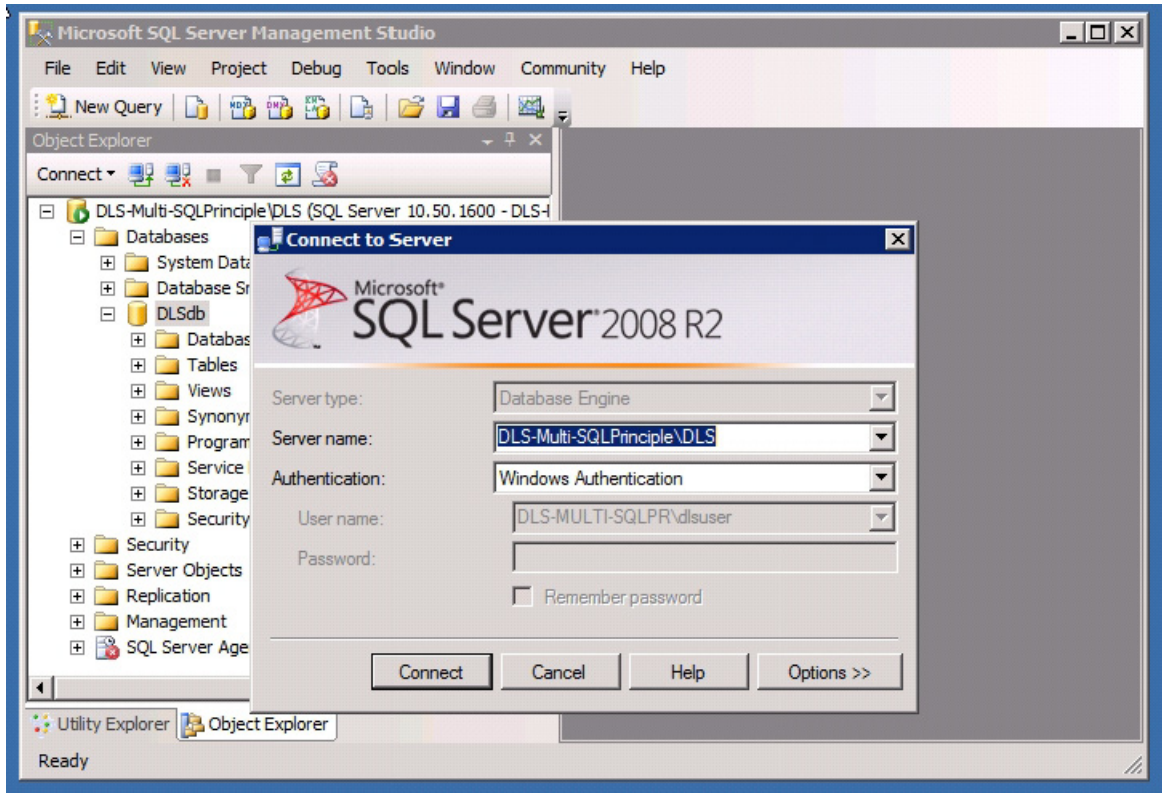 Microsoft SQL Server Management Studio
File Edit View Project Debug Tools Window Community Help
New Query
Object Explorer
Connect
DLS-Multi-SQLPrinciple\DLS (SQL Server 10.50.1600 - DLS-
Databases
System Data
Database Sn
DLSdb
Databas
Tables
Views
Synonyr
Program
Service
Storage
Security
Security
Server Objects
Replication
Management
SQL Server Age
Connect to Server
Microsoft®
SQL Server® 2008 R2
Server type: Database Engine
Server name: DLS-Multi-SQLPrinciple\DLS
Authentication: Windows Authentication
User name: DLS-MULTI-SQLPR\dlsuser
Password:
Remember password
Connect Cancel Help Options >>
Utility Explorer Object Explorer
Ready